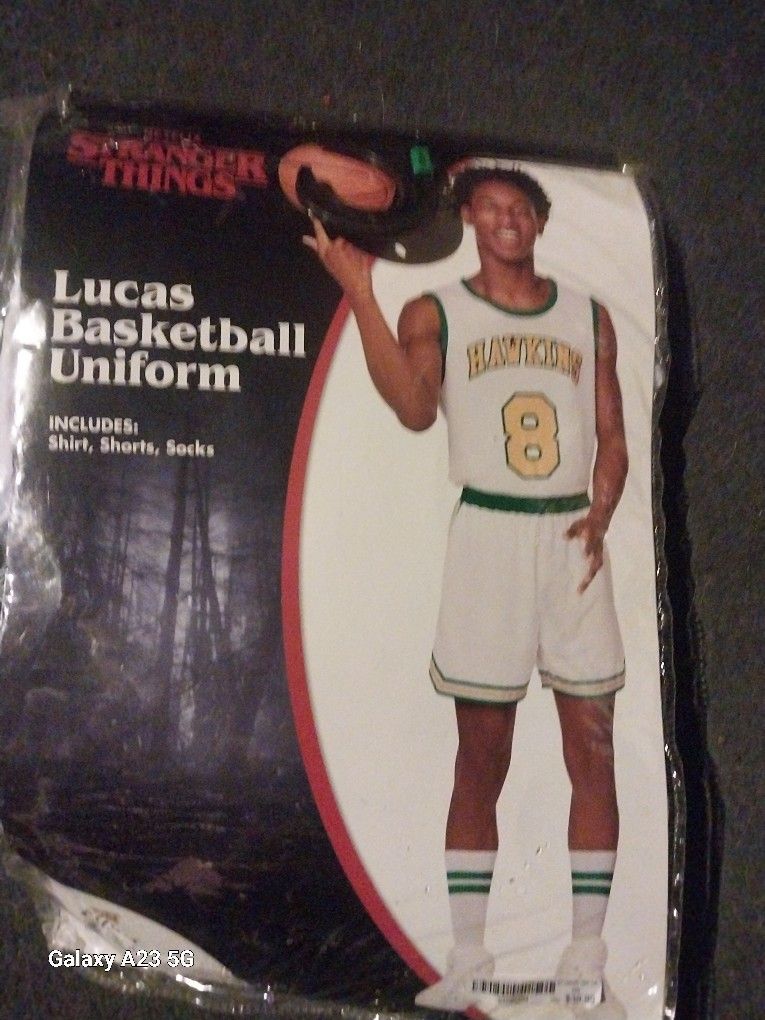 STRANGER
THINGS
Lucas
Basketball
Uniform
INCLUDES:
Shirt, Shorts, Socks
HAWKINS
8
Galaxy A23 5G